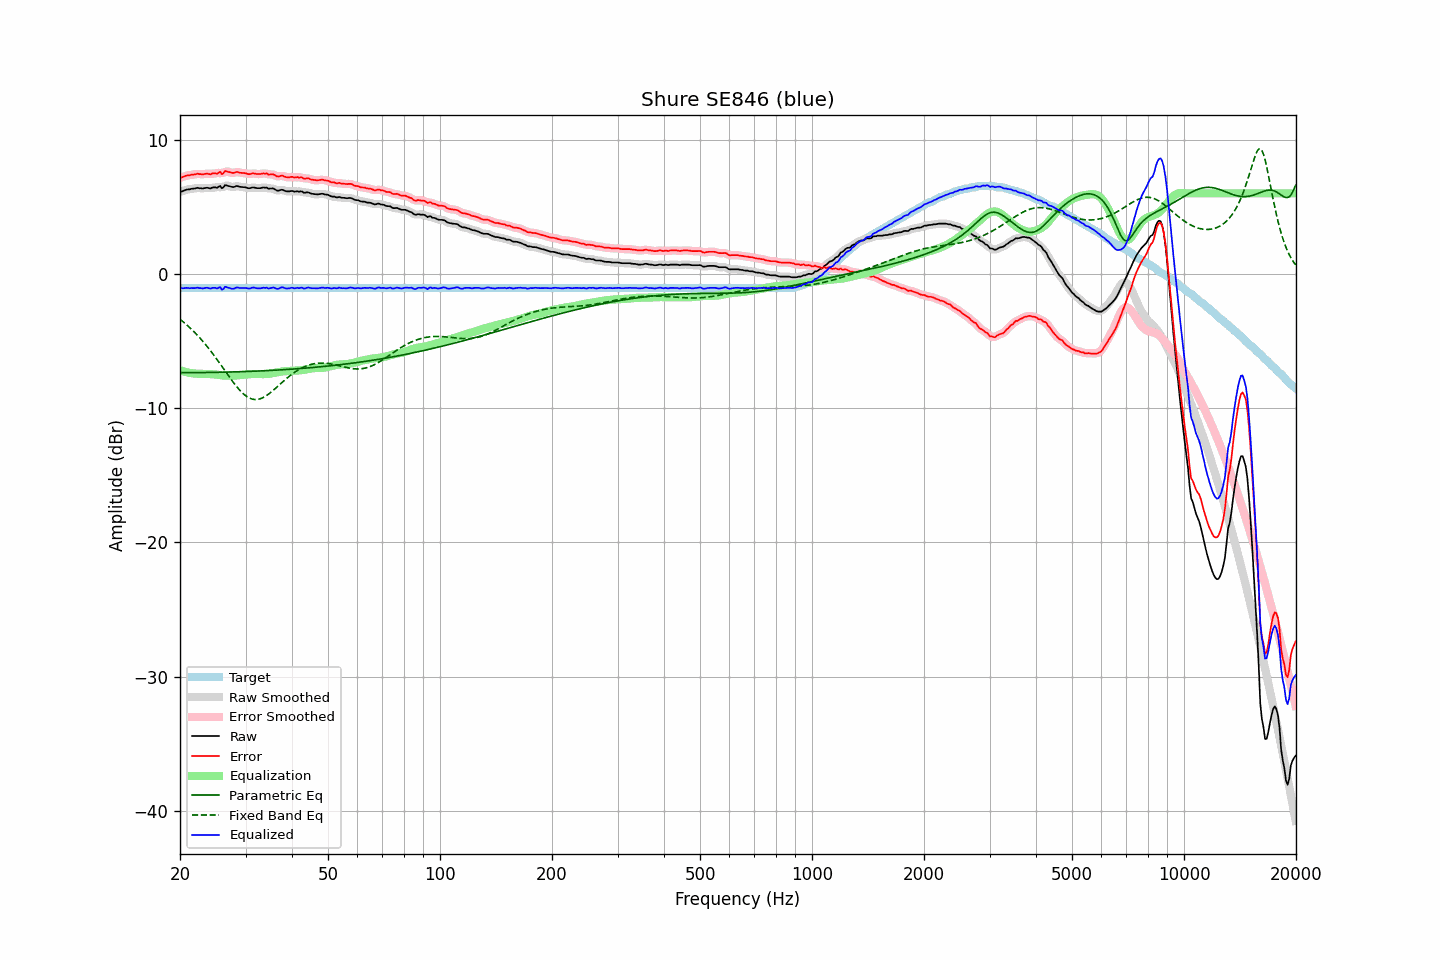 Shure SE846 (blue)
Amplitude (dBr)
10
0
−10
−20
−30
−40
Target
Raw Smoothed
Error Smoothed
Raw
Error
Equalization
Parametric Eq
Fixed Band Eq
Equalized
20 50 100 200 500 1000 2000 5000 10000 20000
Frequency (Hz)